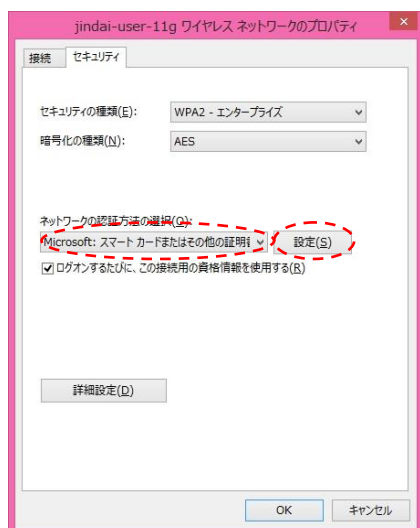 jindai-user-11g ワイヤレス ネットワークのプロパティ
接続 セキュリティ
セキュリティの種類(E): WPA2 - エンタープライズ
暗号化の種類(N): AES
ネットワークの認証方法の選択(O):
Microsoft: スマート カードまたはその他の証明 設定(S)
ログオンするたびに、この接続用の資格情報を使用する(R)
詳細設定(D)
OK キャンセル